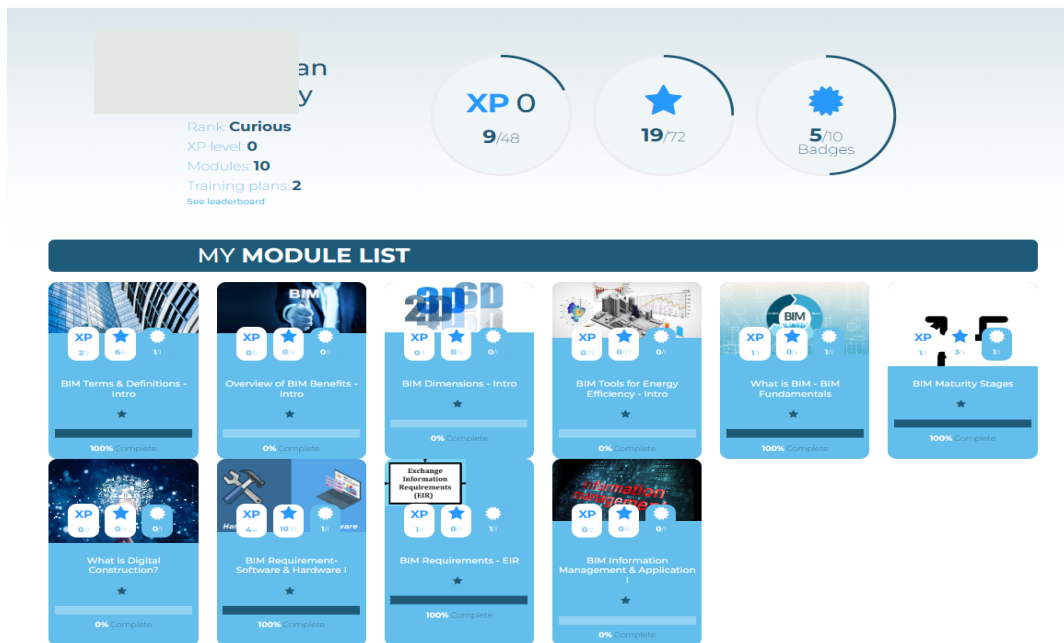 an
y
Rank: Curious
XP level: 0
Modules: 10
Training plans: 2
See leaderboard
XP 0
9/48
19/72
5/10
Badges
MY MODULE LIST
BIM
3D
6D
BIM
XP
XP
XP
XP
XP
XP
1/1
BIM Terms & Definitions -
Intro
Overview of BIM Benefits -
Intro
BIM Dimensions - Intro
BIM Tools for Energy
Efficiency - Intro
What is BIM - BIM
Fundamentals
BIM Maturity Stages
100% Complete
0% Complete
0% Complete
0% Complete
100% Complete
100% Complete
Exchange
Information
Requirements
(EIR)
Information
XP
XP
XP
XP
What is Digital
Construction?
BIM Requirement-
Software & Hardware I
BIM Requirements - EIR
BIM Information
Management & Application
I
0% Complete
100% Complete
100% Complete
0% Complete